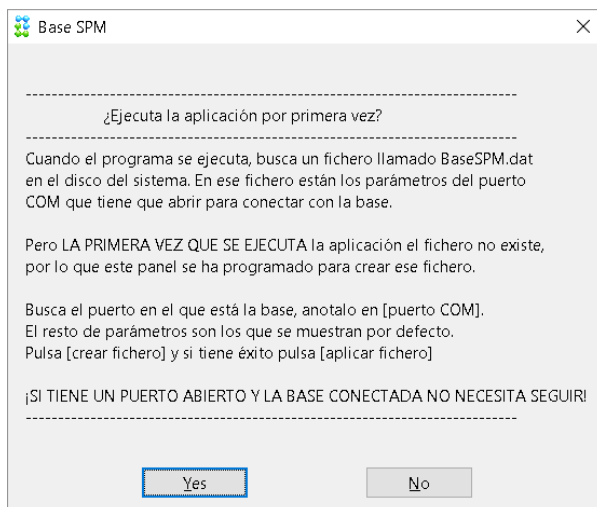 Base SPM
-----------------------------------------------------------------------------
¿Ejecuta la aplicación por primera vez?
-----------------------------------------------------------------------------
Cuando el programa se ejecuta, busca un fichero llamado BaseSPM.dat
en el disco del sistema. En ese fichero están los parámetros del puerto
COM que tiene que abrir para conectar con la base.
Pero LA PRIMERA VEZ QUE SE EJECUTA la aplicación el fichero no existe,
por lo que este panel se ha programado para crear ese fichero.
Busca el puerto en el que está la base, anotalo en [puerto COM].
El resto de parámetros son los que se muestran por defecto.
Pulsa [crear fichero] y si tiene éxito pulsa [aplicar fichero]
¡SI TIENE UN PUERTO ABIERTO Y LA BASE CONECTADA NO NECESITA SEGUIR!
-----------------------------------------------------------------------------
Yes
No